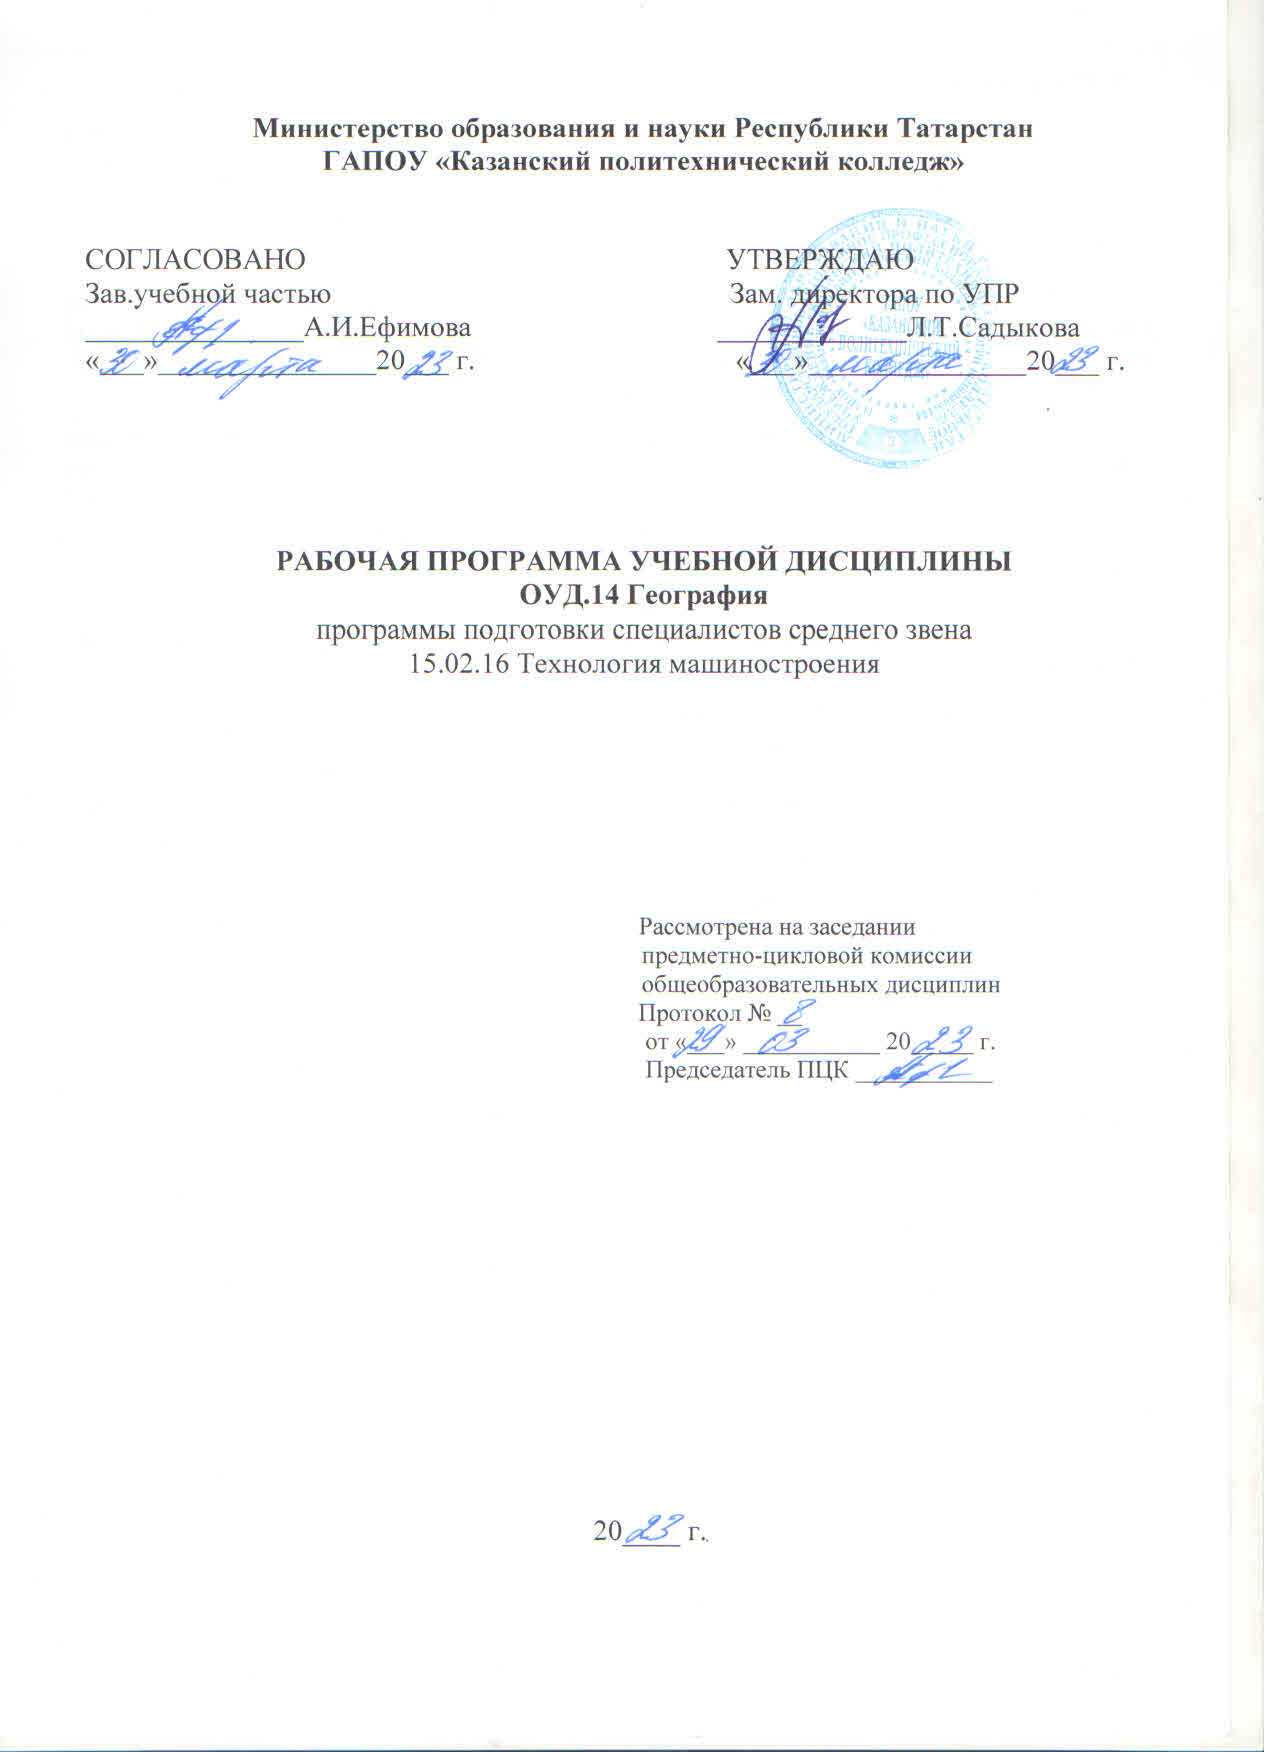 Министерство образования и науки Республики Татарстан
ГАПОУ «Казанский политехнический колледж»
СОГЛАСОВАНО УТВЕРЖДАЮ
Зав.учебной частью Зам. директора по УПР
А.И.Ефимова Л.Т.Садыкова
«30» марта 2023 г. «30» марта 2023 г.
РАБОЧАЯ ПРОГРАММА УЧЕБНОЙ ДИСЦИПЛИНЫ
ОУД.14 География
программы подготовки специалистов среднего звена
15.02.16 Технология машиностроения
Рассмотрена на заседании
предметно-цикловой комиссии
общеобразовательных дисциплин
Протокол № 8
от «29» 03 2023 г.
Председатель ПЦК
2023 г.